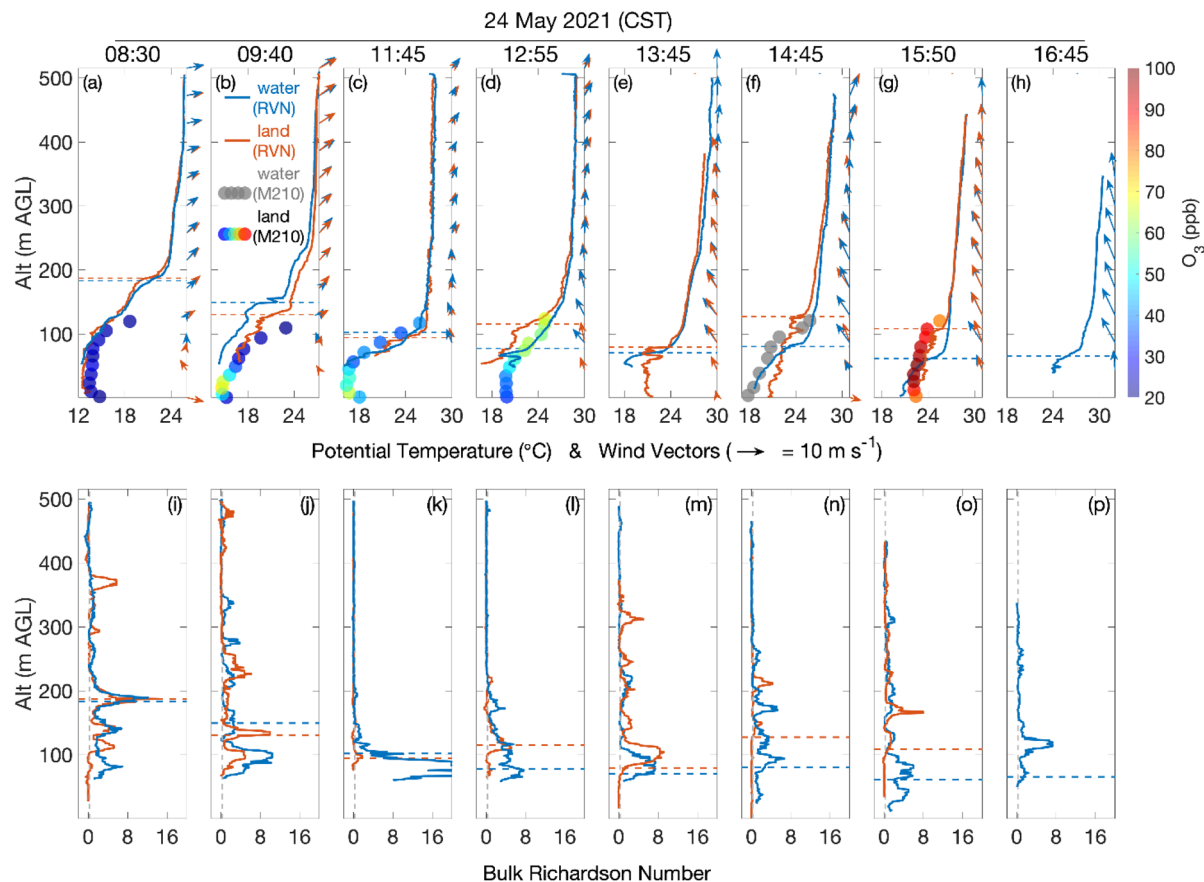 24 May 2021 (CST)
08:30 09:40 11:45 12:55 13:45 14:45 15:50 16:45
(a) (b) (c) (d) (e) (f) (g) (h)
water
(RVN)
land
(RVN)
water
(M210)
land
(M210)
Alt (m AGL)
500
400
300
200
100
12 18 24
12 18 24
18 24 30
18 24 30
12 18 24 30
12 18 24 30
18 24 30
18 24 30
100
90
80
70
60
50
40
30
20
O3 (ppb)
Potential Temperature (°C) & Wind Vectors ( → = 10 m s⁻¹)
(i) (j) (k) (l) (m) (n) (o) (p)
Alt (m AGL)
500
400
300
200
100
0 8 16
0 8 16
0 8 16
0 8 16
0 8 16
0 8 16
0 8 16
0 8 16
Bulk Richardson Number